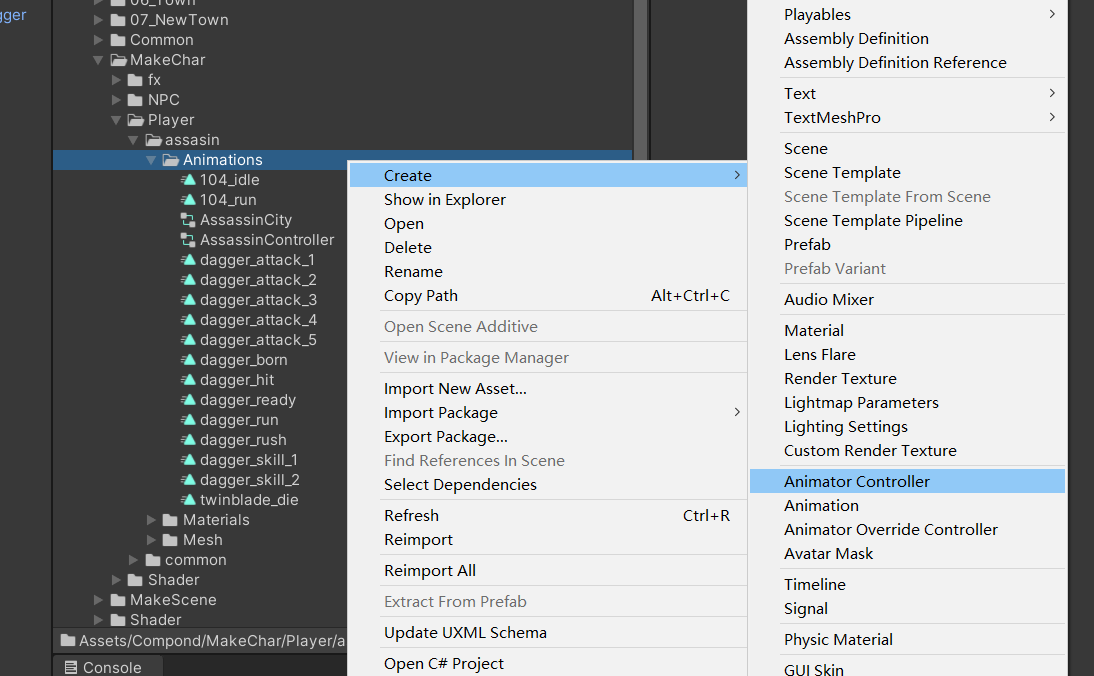 gger
06_Town
07_NewTown
Common
MakeChar
fx
NPC
Player
assasin
Animations
104_idle
104_run
AssassinCity
AssassinController
dagger_attack_1
dagger_attack_2
dagger_attack_3
dagger_attack_4
dagger_attack_5
dagger_born
dagger_hit
dagger_ready
dagger_run
dagger_rush
dagger_skill_1
dagger_skill_2
twinblade_die
Materials
Mesh
common
Shader
MakeScene
Shader
Assets/Compond/MakeChar/Player/a
Console
Create
Show in Explorer
Open
Delete
Rename
Copy Path Alt+Ctrl+C
Open Scene Additive
View in Package Manager
Import New Asset...
Import Package
Export Package...
Find References In Scene
Select Dependencies
Refresh Ctrl+R
Reimport
Reimport All
Extract From Prefab
Update UXML Schema
Open C# Project
Playables
Assembly Definition
Assembly Definition Reference
Text
TextMeshPro
Scene
Scene Template
Scene Template From Scene
Scene Template Pipeline
Prefab
Prefab Variant
Audio Mixer
Material
Lens Flare
Render Texture
Lightmap Parameters
Lighting Settings
Custom Render Texture
Animator Controller
Animation
Animator Override Controller
Avatar Mask
Timeline
Signal
Physic Material
GUI Skin